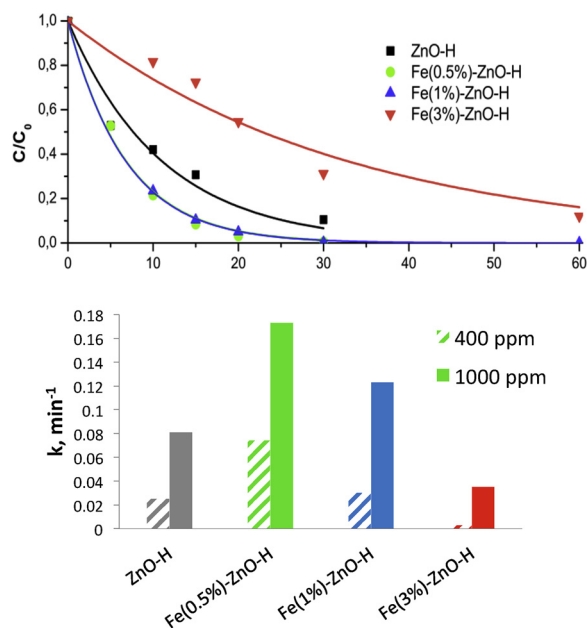 1,0
0,8
0,6
0,4
0,2
0,0
C/C0
ZnO-H
Fe(0.5%)-ZnO-H
Fe(1%)-ZnO-H
Fe(3%)-ZnO-H
0 10 20 30 40 50 60
0.18
0.16
0.14
0.12
0.1
0.08
0.06
0.04
0.02
0
k, min-1
400 ppm
1000 ppm
ZnO-H
Fe(0.5%)-ZnO-H
Fe(1%)-ZnO-H
Fe(3%)-ZnO-H